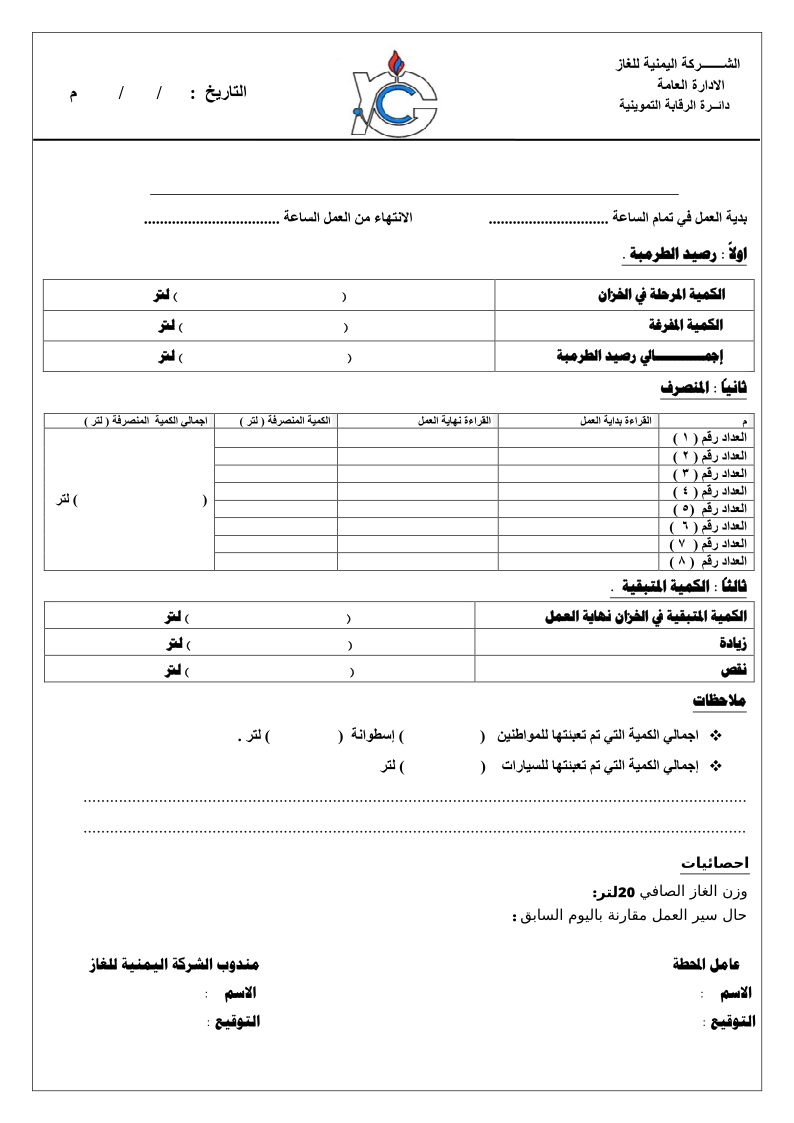 الشـــــركة اليمنية للغاز
الادارة العامة
دائـرة الرقابة التموينية
التاريخ : / / م
بدية العمل في تمام الساعة .............................. الانتهاء من العمل الساعة ..................................
اولاً : رصيد الطرمبة .
الكمية المرحلة في الخزان ( ) لتر
الكمية المفرغة ( ) لتر
إجمـــــــــالي رصيد الطرمبة ( ) لتر
ثانياً : المنصرف
م القراءة بداية العمل القراءة نهاية العمل الكمية المنصرفة ( لتر ) اجمالي الكمية المنصرفة ( لتر )
العداد رقم ( ١ )
العداد رقم ( ٢ )
العداد رقم ( ٣ )
العداد رقم ( ٤ )
( ) لتر
العداد رقم ( ٥ )
العداد رقم ( ٦ )
العداد رقم ( ٧ )
العداد رقم ( ٨ )
ثالثاً : الكمية المتبقية .
الكمية المتبقية في الخزان نهاية العمل ( ) لتر
زيادة ( ) لتر
نقص ( ) لتر
ملاحظات
❖ اجمالي الكمية التي تم تعبئتها للمواطنين ( ) إسطوانة ( ) لتر .
❖ إجمالي الكمية التي تم تعبئتها للسيارات ( ) لتر
احصائيات
وزن الغاز الصافي 20لتر:
حال سير العمل مقارنة باليوم السابق :
عامل المحطة مندوب الشركة اليمنية للغاز
الاسم : الاسم :
التوقيع : التوقيع :